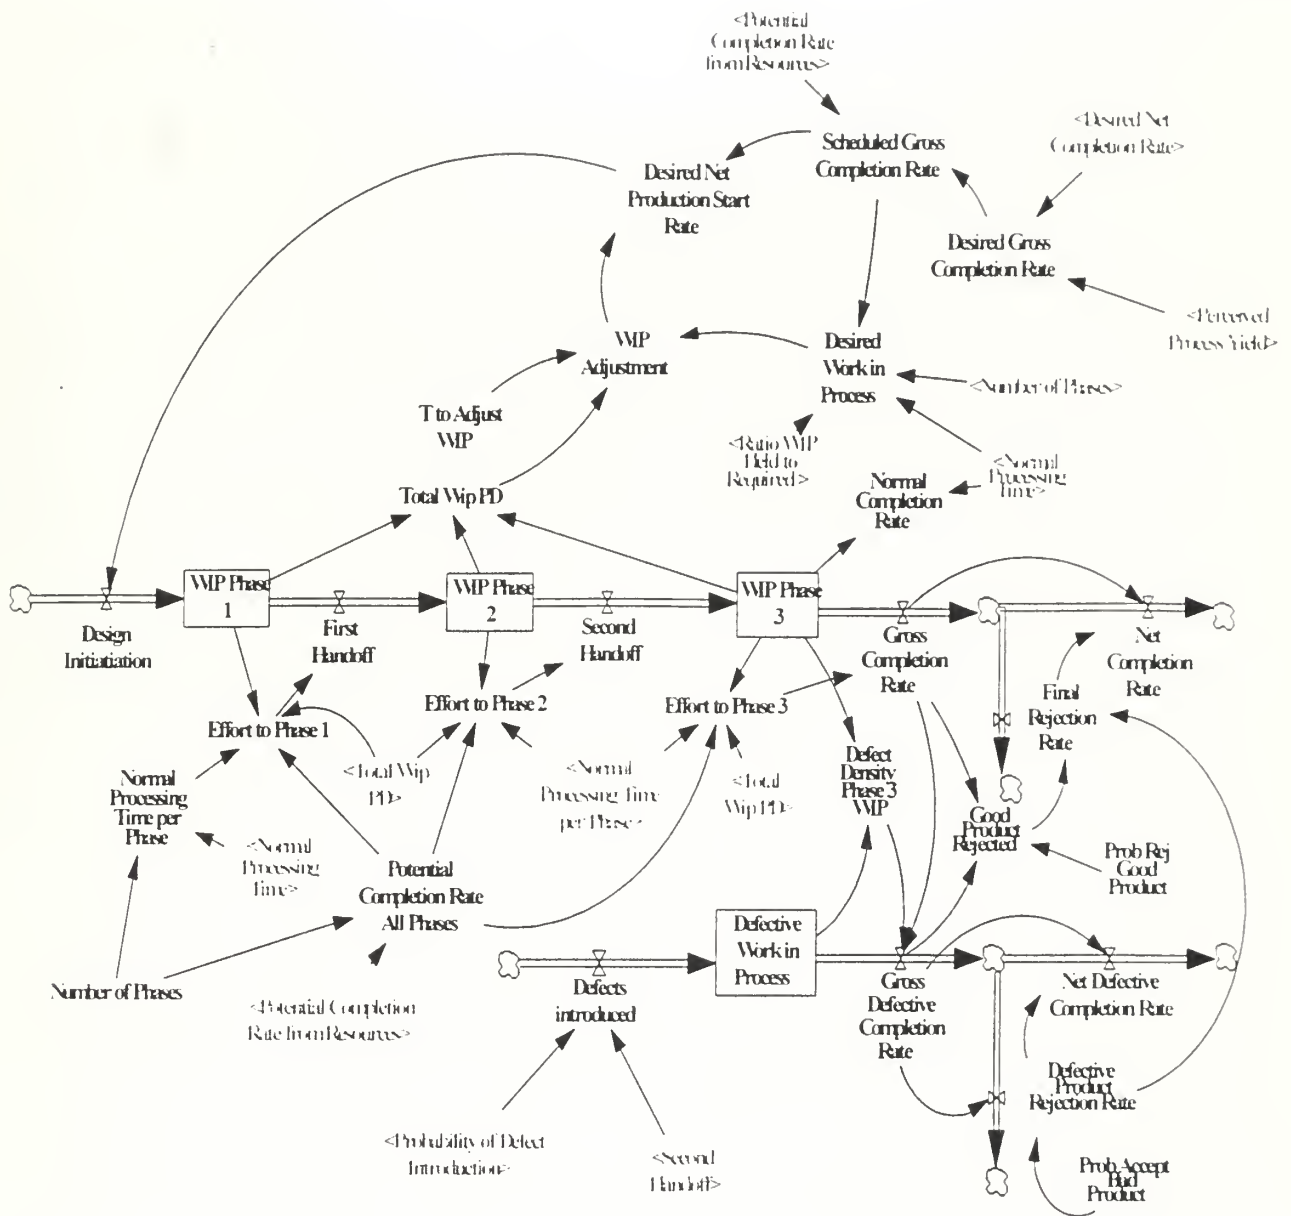 <Potential
Completion Rate
from Resources>
<Desired Net
Completion Rate>
Scheduled Gross
Completion Rate
Desired Net
Production Start
Rate
Desired Gross
Completion Rate
<Perceived
Process Yield>
WIP
Adjustment
Desired
Work in
Process
<Number of Phases>
T to Adjust
WIP
<Ratio WIP
Held to
Required>
<Normal
Processing
Time>
Normal
Completion
Rate
Total Wip PD
WIP Phase
1
WIP Phase
2
WIP Phase
3
Design
Initiatiation
First
Handoff
Second
Handoff
Gross
Completion
Rate
Net
Completion
Rate
Effort to Phase 1
Effort to Phase 2
Effort to Phase 3
Final
Rejection
Rate
Normal
Processing
Time per
Phase
<Total Wip
PD>
<Normal
Processing Time
per Phase>
<Total
Wip PD>
Defect
Density
Phase 3
WIP
Good
Product
Rejected
Prob Rej
Good
Product
<Normal
Processing
Time>
Potential
Completion Rate
All Phases
Defective
Work in
Process
Number of Phases
<Potential Completion
Rate from Resources>
Defects
introduced
Gross
Defective
Completion
Rate
Net Defective
Completion Rate
Defective
Product
Rejection Rate
<Probability of Defect
Introduction>
<Second
Handoff>
Prob Accept
Bad
Product